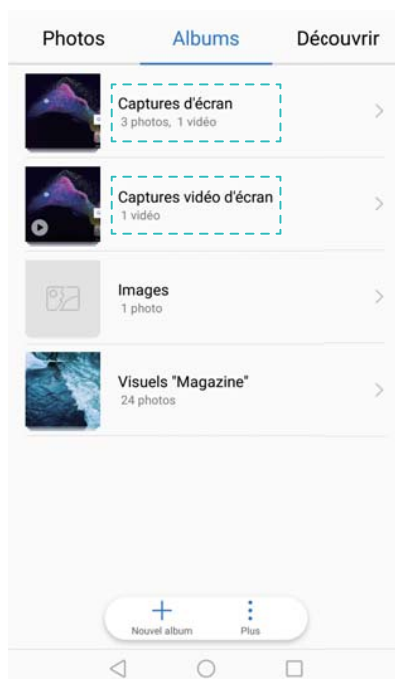 Photos Albums Découvrir
Captures d'écran
3 photos, 1 vidéo
Captures vidéo d'écran
1 vidéo
Images
1 photo
Visuels "Magazine"
24 photos
Nouvel album Plus